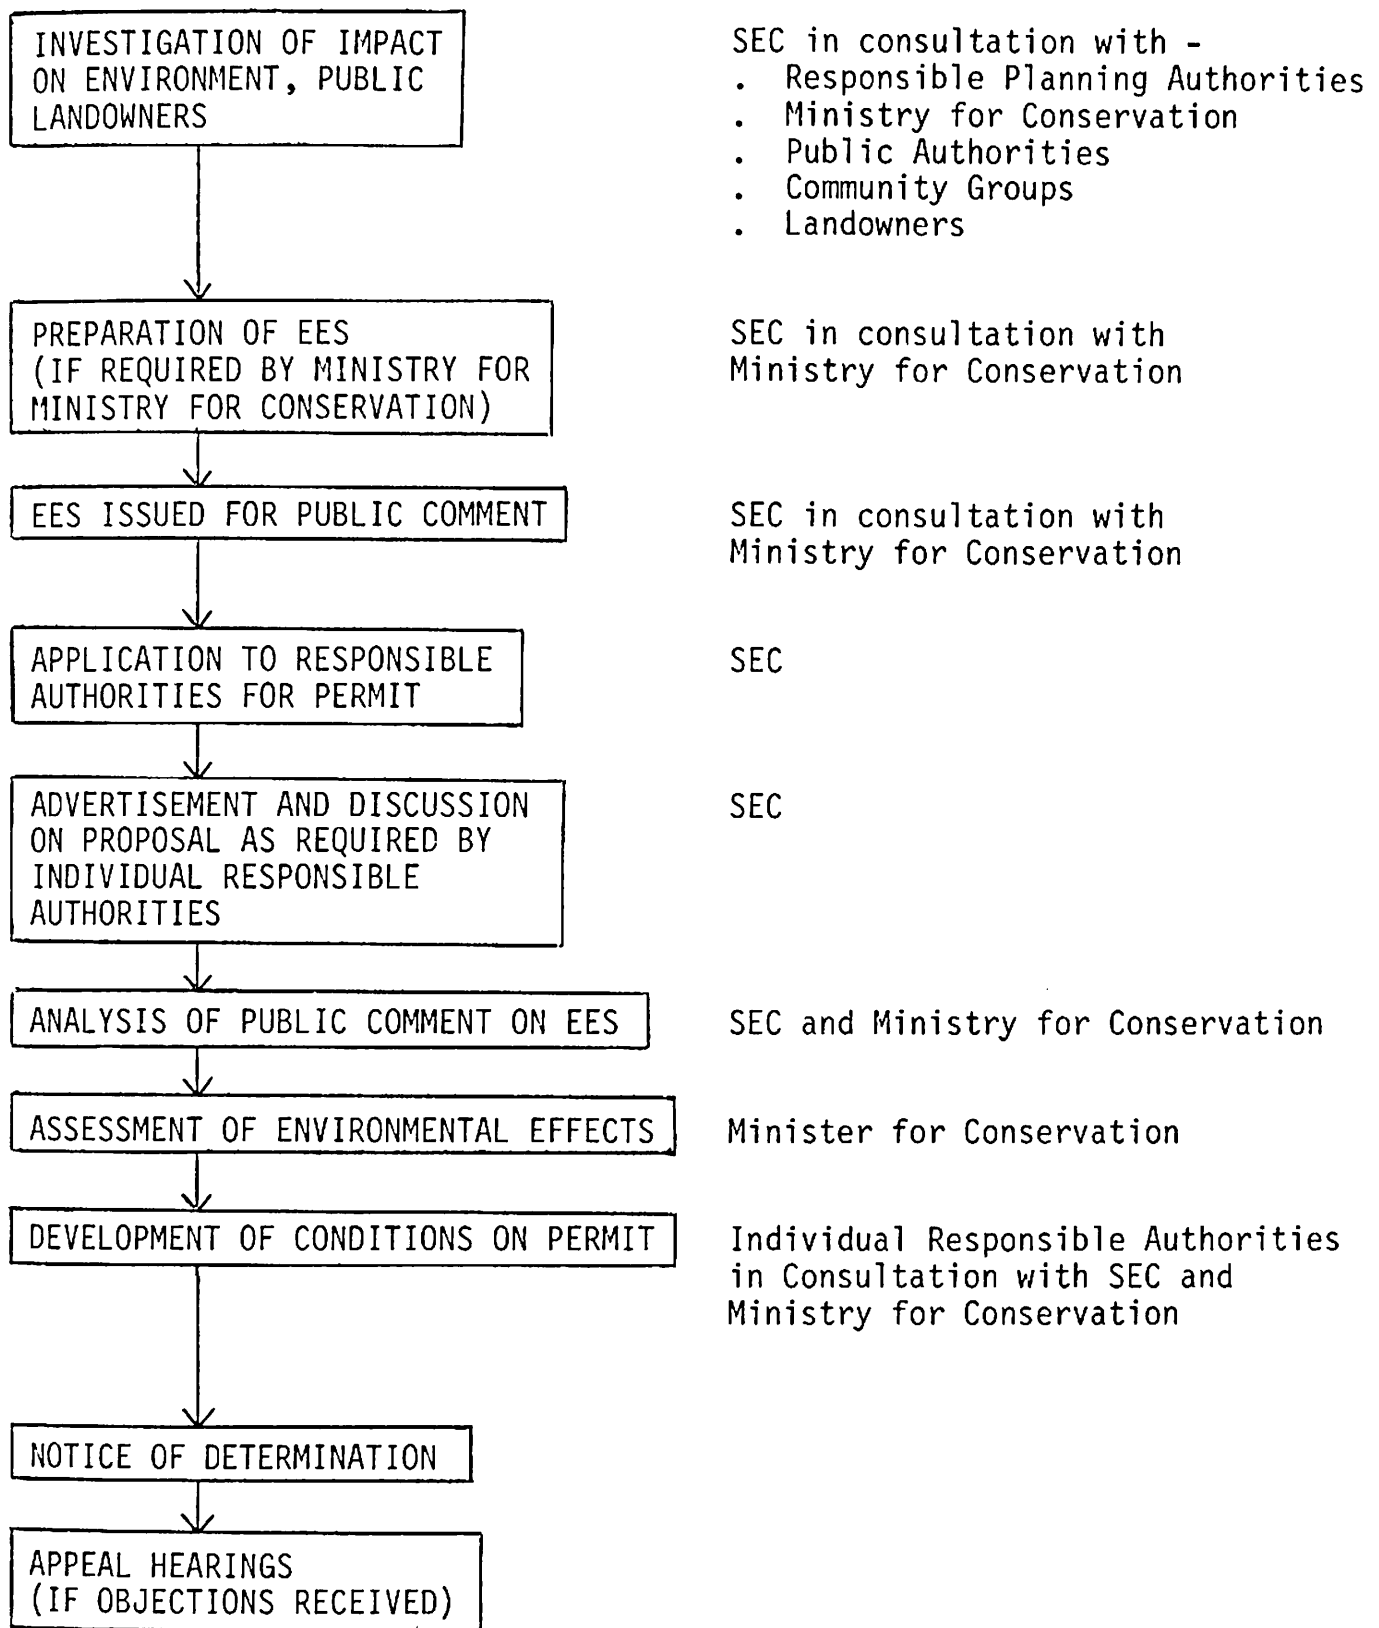 INVESTIGATION OF IMPACT
ON ENVIRONMENT, PUBLIC
LANDOWNERS
SEC in consultation with -
. Responsible Planning Authorities
. Ministry for Conservation
. Public Authorities
. Community Groups
. Landowners
PREPARATION OF EES
(IF REQUIRED BY MINISTRY FOR
MINISTRY FOR CONSERVATION)
SEC in consultation with
Ministry for Conservation
EES ISSUED FOR PUBLIC COMMENT
SEC in consultation with
Ministry for Conservation
APPLICATION TO RESPONSIBLE
AUTHORITIES FOR PERMIT
SEC
ADVERTISEMENT AND DISCUSSION
ON PROPOSAL AS REQUIRED BY
INDIVIDUAL RESPONSIBLE
AUTHORITIES
SEC
ANALYSIS OF PUBLIC COMMENT ON EES
SEC and Ministry for Conservation
ASSESSMENT OF ENVIRONMENTAL EFFECTS
Minister for Conservation
DEVELOPMENT OF CONDITIONS ON PERMIT
Individual Responsible Authorities
in Consultation with SEC and
Ministry for Conservation
NOTICE OF DETERMINATION
APPEAL HEARINGS
(IF OBJECTIONS RECEIVED)